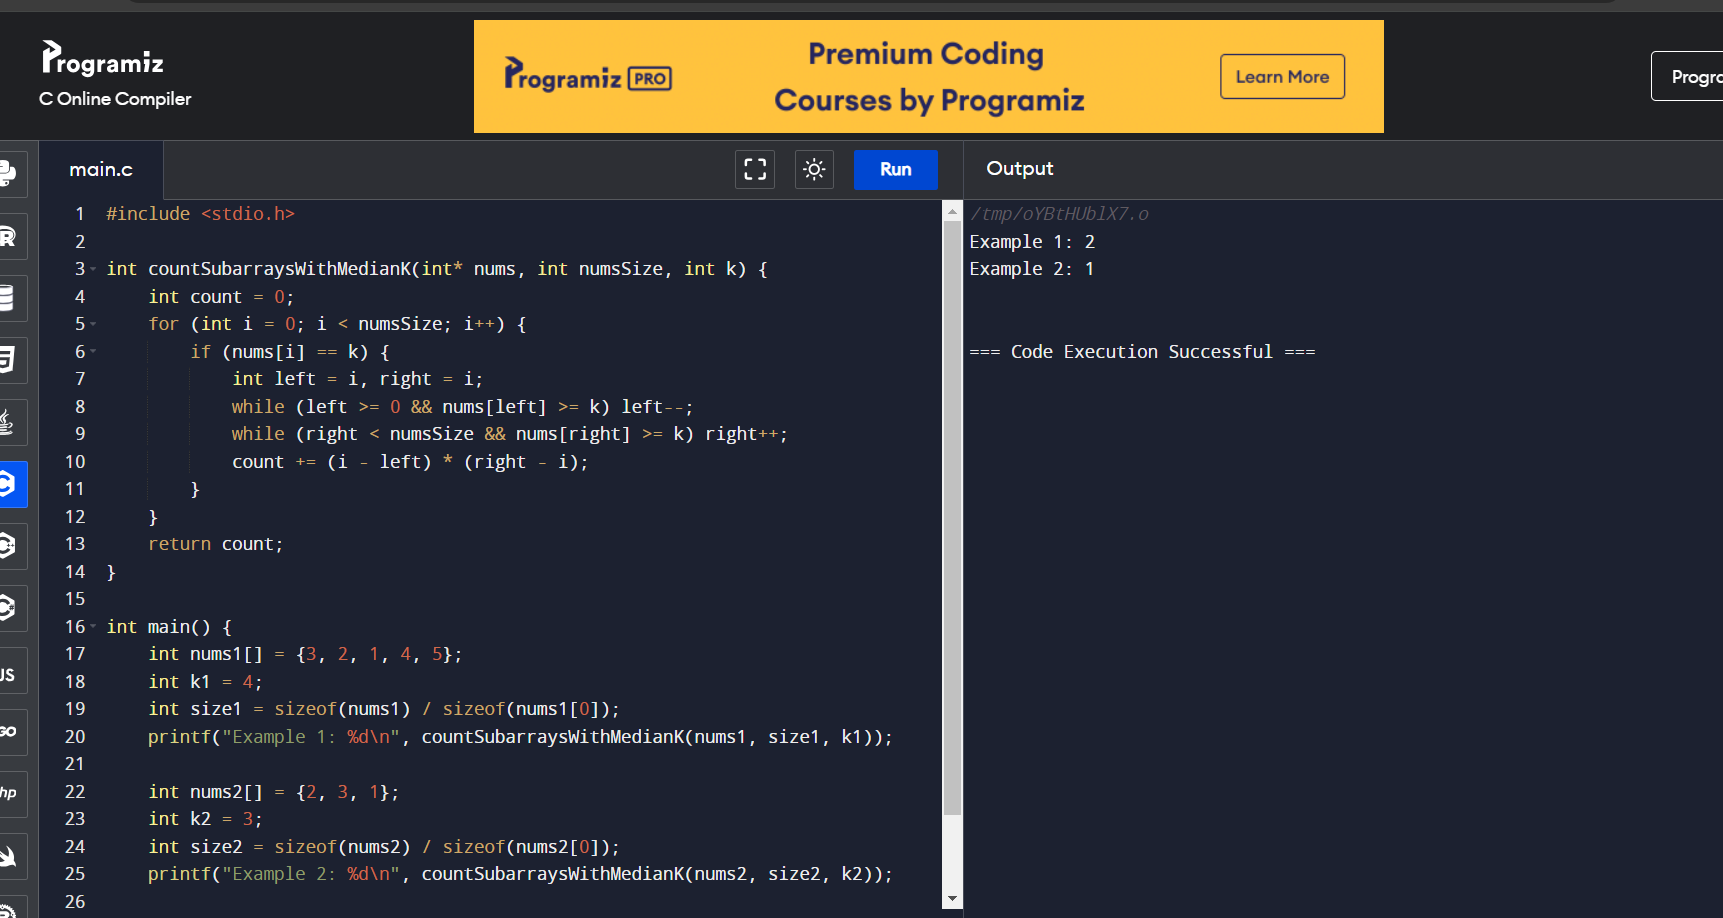 Programiz
C Online Compiler
Programiz PRO
Premium Coding
Courses by Programiz
Learn More
Progra
main.c
Run
Output
1 #include <stdio.h>
2
3 int countSubarraysWithMedianK(int* nums, int numsSize, int k) {
4     int count = 0;
5     for (int i = 0; i < numsSize; i++) {
6         if (nums[i] == k) {
7             int left = i, right = i;
8             while (left >= 0 && nums[left] >= k) left--;
9             while (right < numsSize && nums[right] >= k) right++;
10             count += (i - left) * (right - i);
11         }
12     }
13     return count;
14 }
15
16 int main() {
17     int nums1[] = {3, 2, 1, 4, 5};
18     int k1 = 4;
19     int size1 = sizeof(nums1) / sizeof(nums1[0]);
20     printf("Example 1: %d\n", countSubarraysWithMedianK(nums1, size1, k1));
21
22     int nums2[] = {2, 3, 1};
23     int k2 = 3;
24     int size2 = sizeof(nums2) / sizeof(nums2[0]);
25     printf("Example 2: %d\n", countSubarraysWithMedianK(nums2, size2, k2));
26
/tmp/oYBtHUblX7.o
Example 1: 2
Example 2: 1
=== Code Execution Successful ===
R
JS
GO
hp